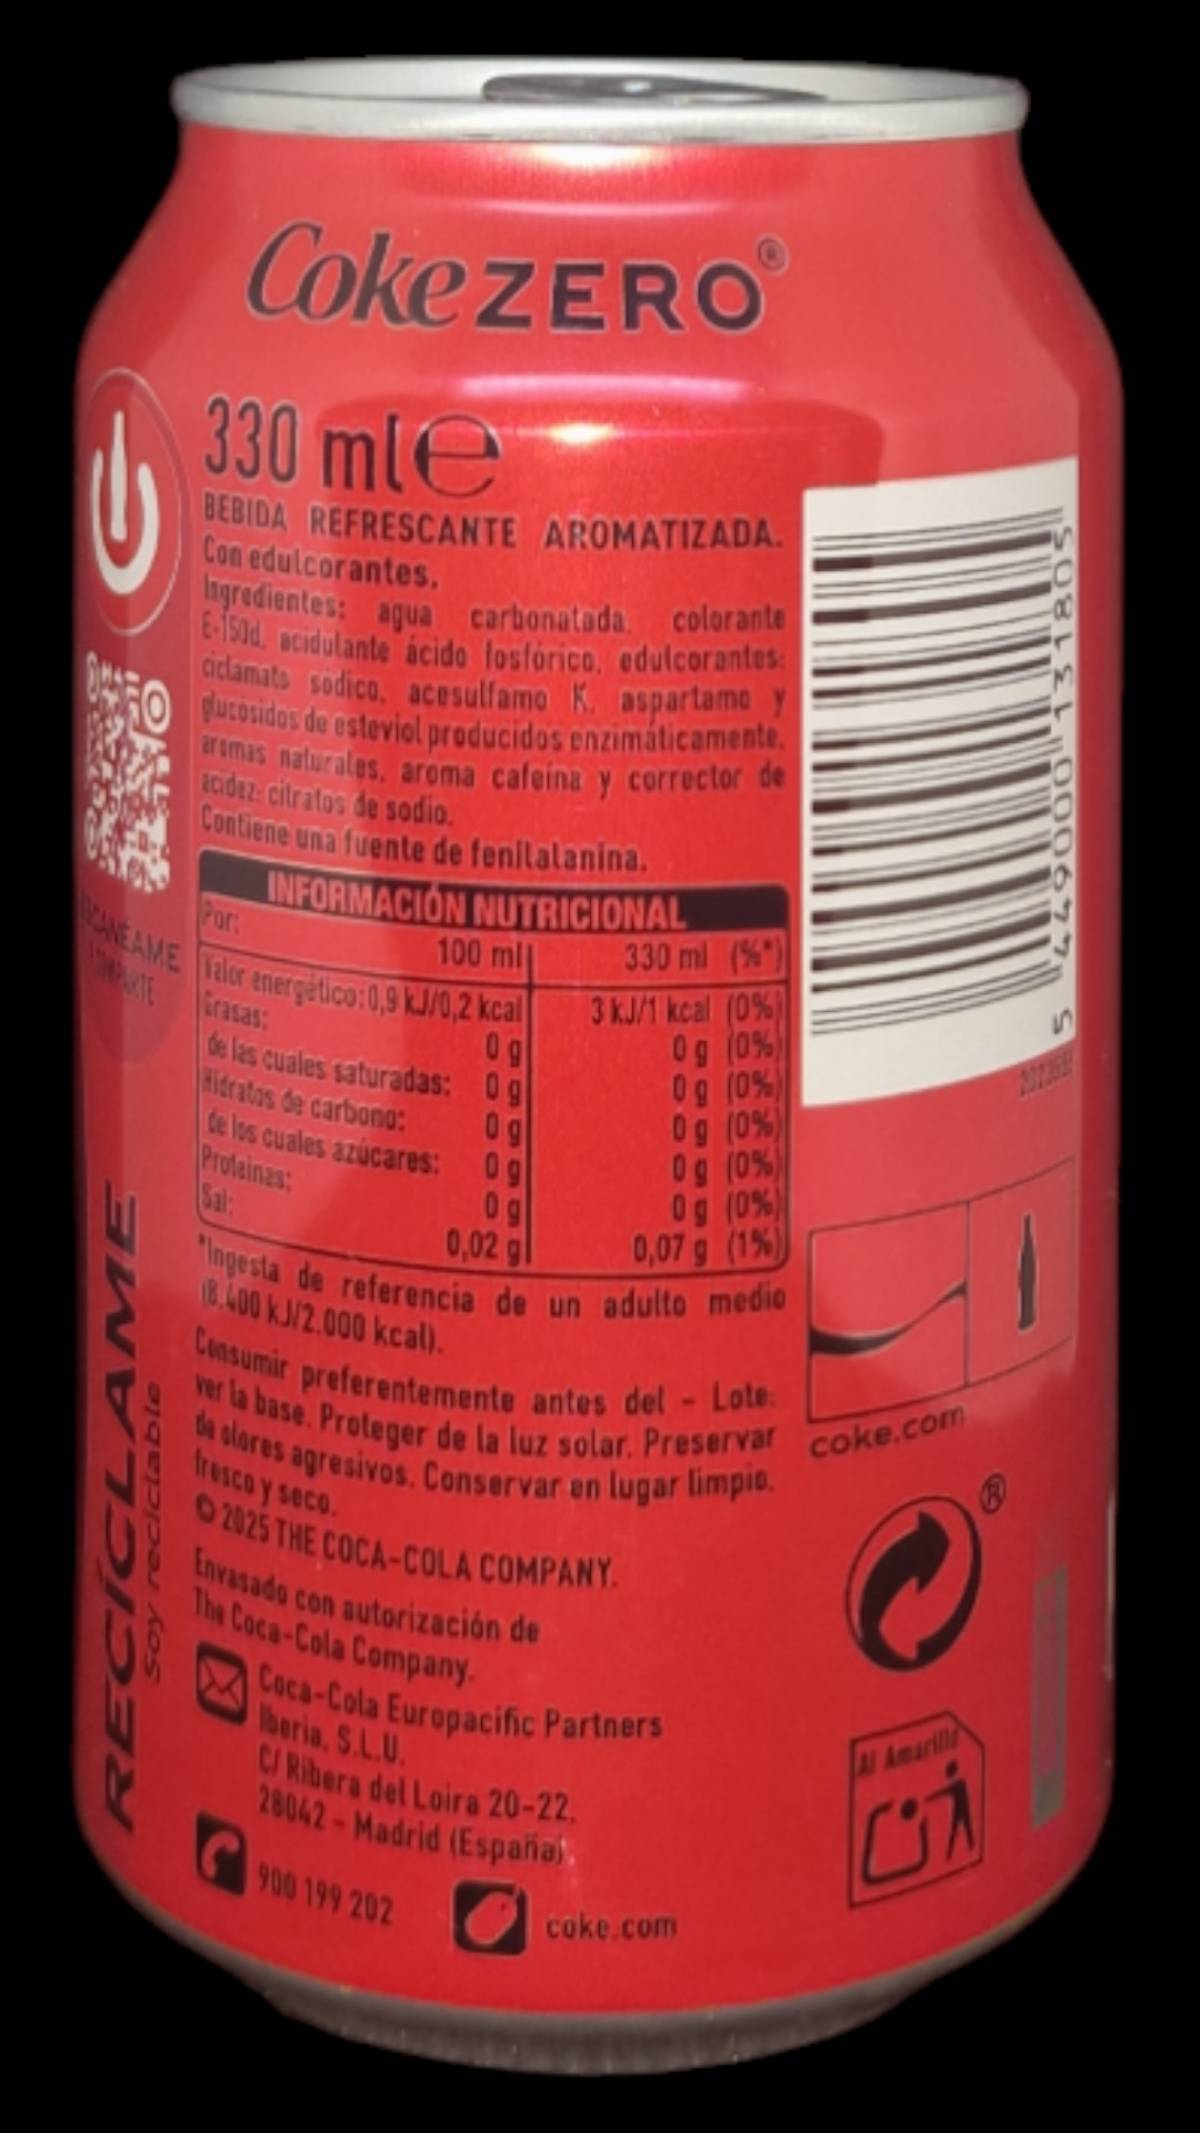 Coke ZERO®
330 ml e
BEBIDA REFRESCANTE AROMATIZADA.
Con edulcorantes.
Ingredientes: agua carbonatada, colorante
E-150d, acidulante ácido fosfórico, edulcorantes:
ciclamato sódico, acesulfamo K, aspartamo y
glucósidos de esteviol producidos enzimáticamente,
aromas naturales, aroma cafeína y corrector de
acidez: citratos de sodio.
Contiene una fuente de fenilalanina.
INFORMACIÓN NUTRICIONAL
Por: 100 ml 330 ml (%*)
Valor energético: 0,9 kJ/0,2 kcal 3 kJ/1 kcal (0%)
Grasas: 0 g 0 g (0%)
de las cuales saturadas: 0 g 0 g (0%)
Hidratos de carbono: 0 g 0 g (0%)
de los cuales azúcares: 0 g 0 g (0%)
Proteínas: 0 g 0 g (0%)
Sal: 0,02 g 0,07 g (1%)
*Ingesta de referencia de un adulto medio
(8.400 kJ/2.000 kcal).
Consumir preferentemente antes del - Lote:
ver la base. Proteger de la luz solar. Preservar
de olores agresivos. Conservar en lugar limpio,
fresco y seco.
© 2025 THE COCA-COLA COMPANY.
Envasado con autorización de
The Coca-Cola Company.
Coca-Cola Europacific Partners
Iberia, S.L.U.
C/ Ribera del Loira 20-22.
28042 - Madrid (España).
900 199 202
coke.com
ESCANÉAME
RECÍCLAME
Soy reciclable
5 449000 131805
coke.com
®
Al Amarillo